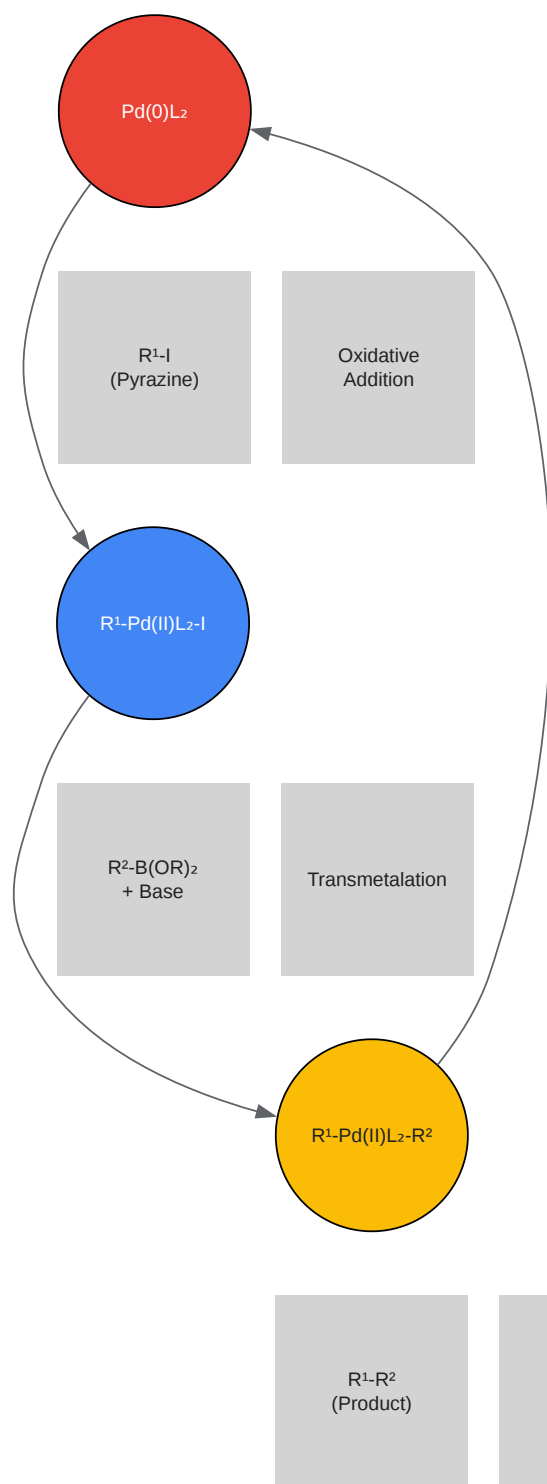 Pd(0)L₂
R¹-I
(Pyrazine)
Oxidative
Addition
R¹-Pd(II)L₂-I
R²-B(OR)₂
+ Base
Transmetalation
R¹-Pd(II)L₂-R²
R¹-R²
(Product)